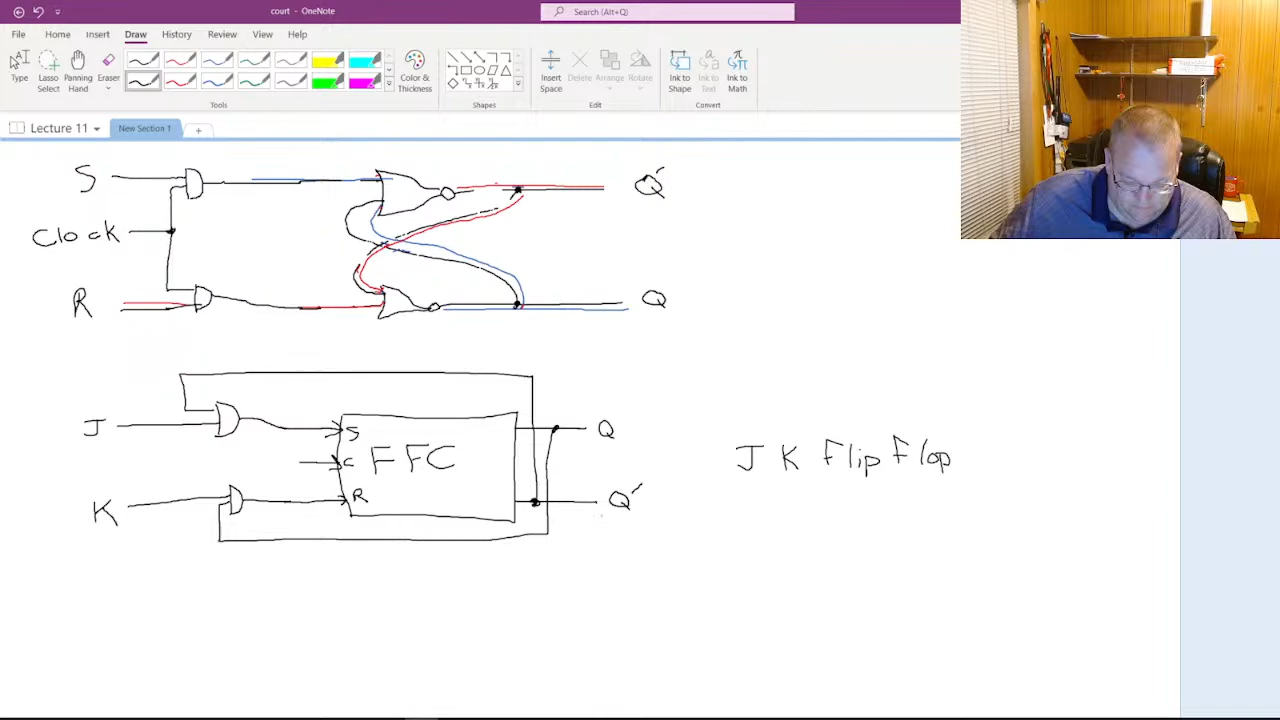 court - OneNote
Search (Alt+Q)
File Home Insert Draw History Review View Help
Type
Lasso Select
Panning
Eraser
Thickness
Insert Space
Delete
Arrange
Rotate
Ink to Shape
Ink to Text
Ink to Math
Tools
Shapes
Edit
Convert
Lecture 11
New Section 1
+
S
Q'
Clock
R
Q
J
S
Q
C
FFC
JK Flip Flop
K
R
Q'